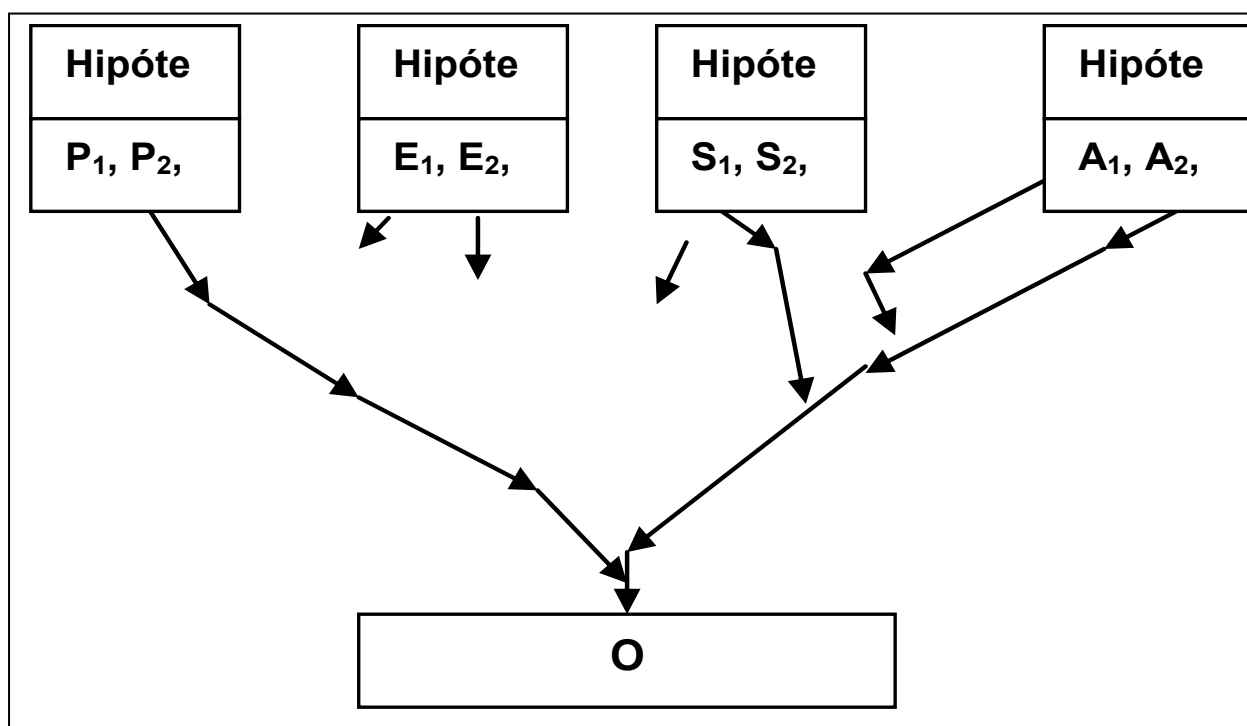 Hipóte
Hipóte
Hipóte
Hipóte
P₁, P₂,
E₁, E₂,
S₁, S₂,
A₁, A₂,
O